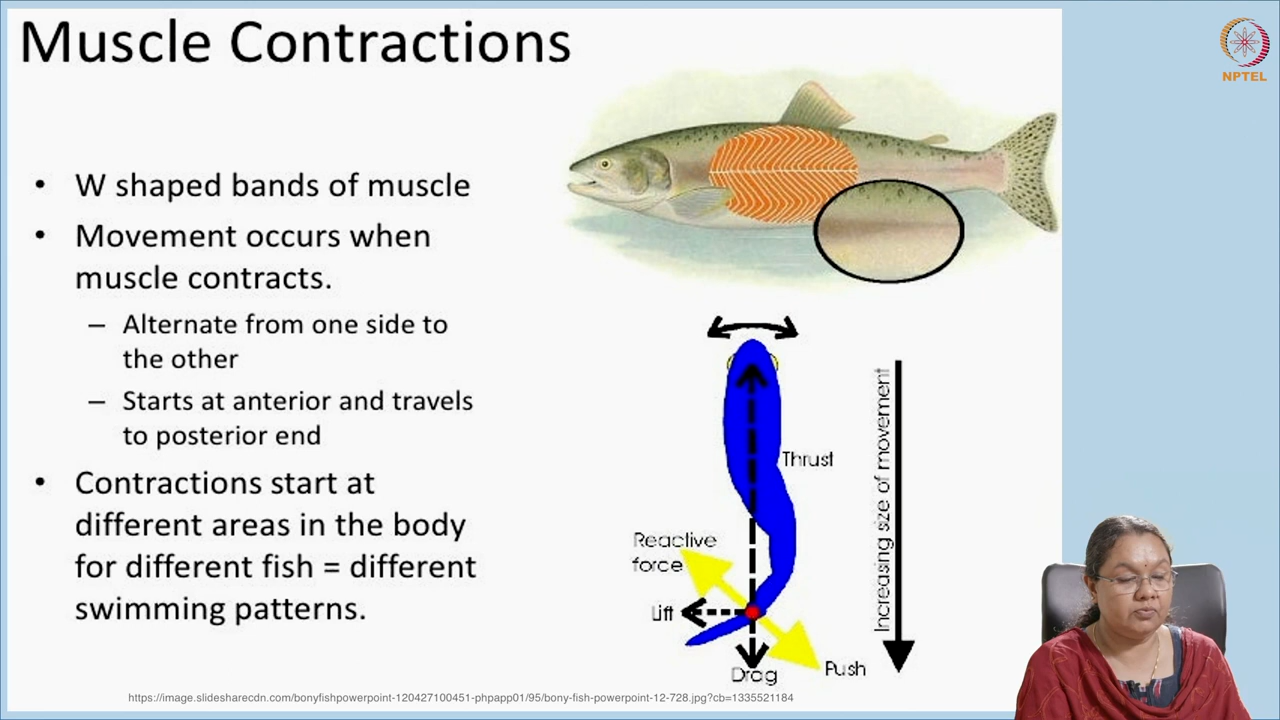 Muscle Contractions
NPTEL
• W shaped bands of muscle
• Movement occurs when
muscle contracts.
– Alternate from one side to
the other
– Starts at anterior and travels
to posterior end
• Contractions start at
different areas in the body
for different fish = different
swimming patterns.
Thrust
Reactive
force
Lift
Drag
Push
Increasing size of movement
https://image.slidesharecdn.com/bonyfishpowerpoint-120427100451-phpapp01/95/bony-fish-powerpoint-12-728.jpg?cb=1335521184